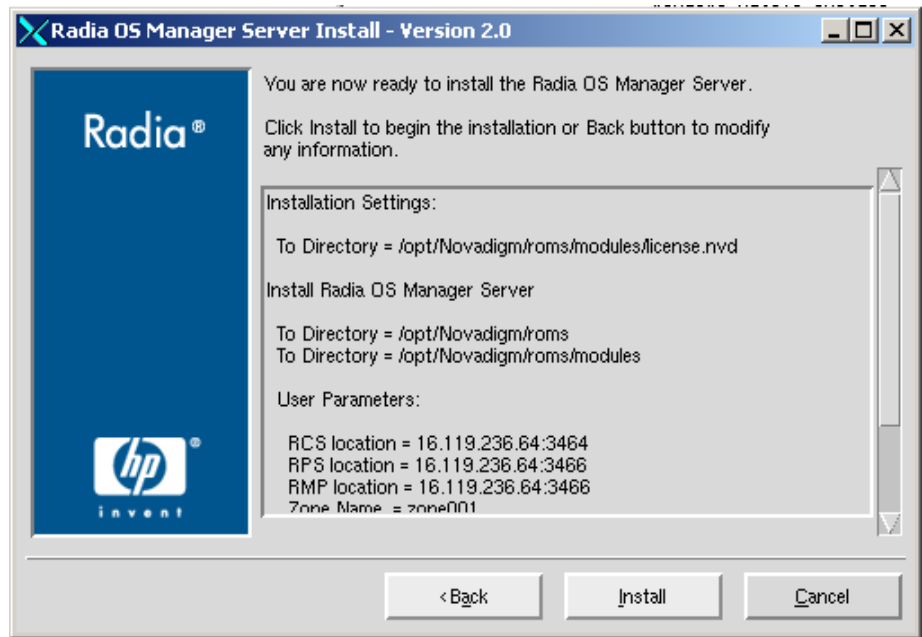 Radia OS Manager Server Install - Version 2.0
Radia®
You are now ready to install the Radia OS Manager Server.
Click Install to begin the installation or Back button to modify
any information.
Installation Settings:
To Directory = /opt/Novadigm/roms/modules/license.nvd
Install Radia OS Manager Server
To Directory = /opt/Novadigm/roms
To Directory = /opt/Novadigm/roms/modules
User Parameters:
RCS location = 16.119.236.64:3464
RPS location = 16.119.236.64:3466
RMP location = 16.119.236.64:3466
Zone Name = zone001
hp®
invent
<Back
Install
Cancel